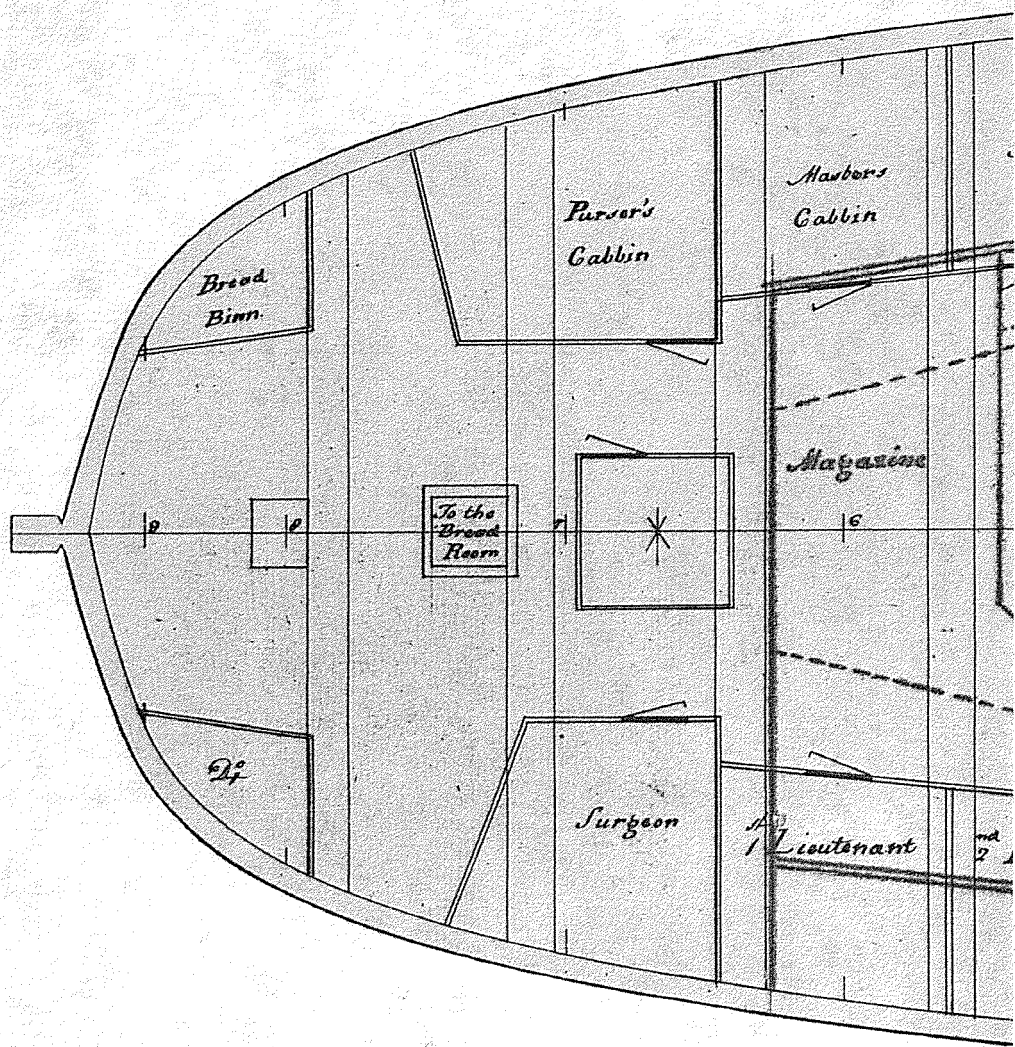 Masters
Cabbin
Purser's
Cabbin
Bread
Binn.
Magazine
To the
Bread
Room
9
8
7
6
Do
Surgeon
1st Lieutenant
2nd